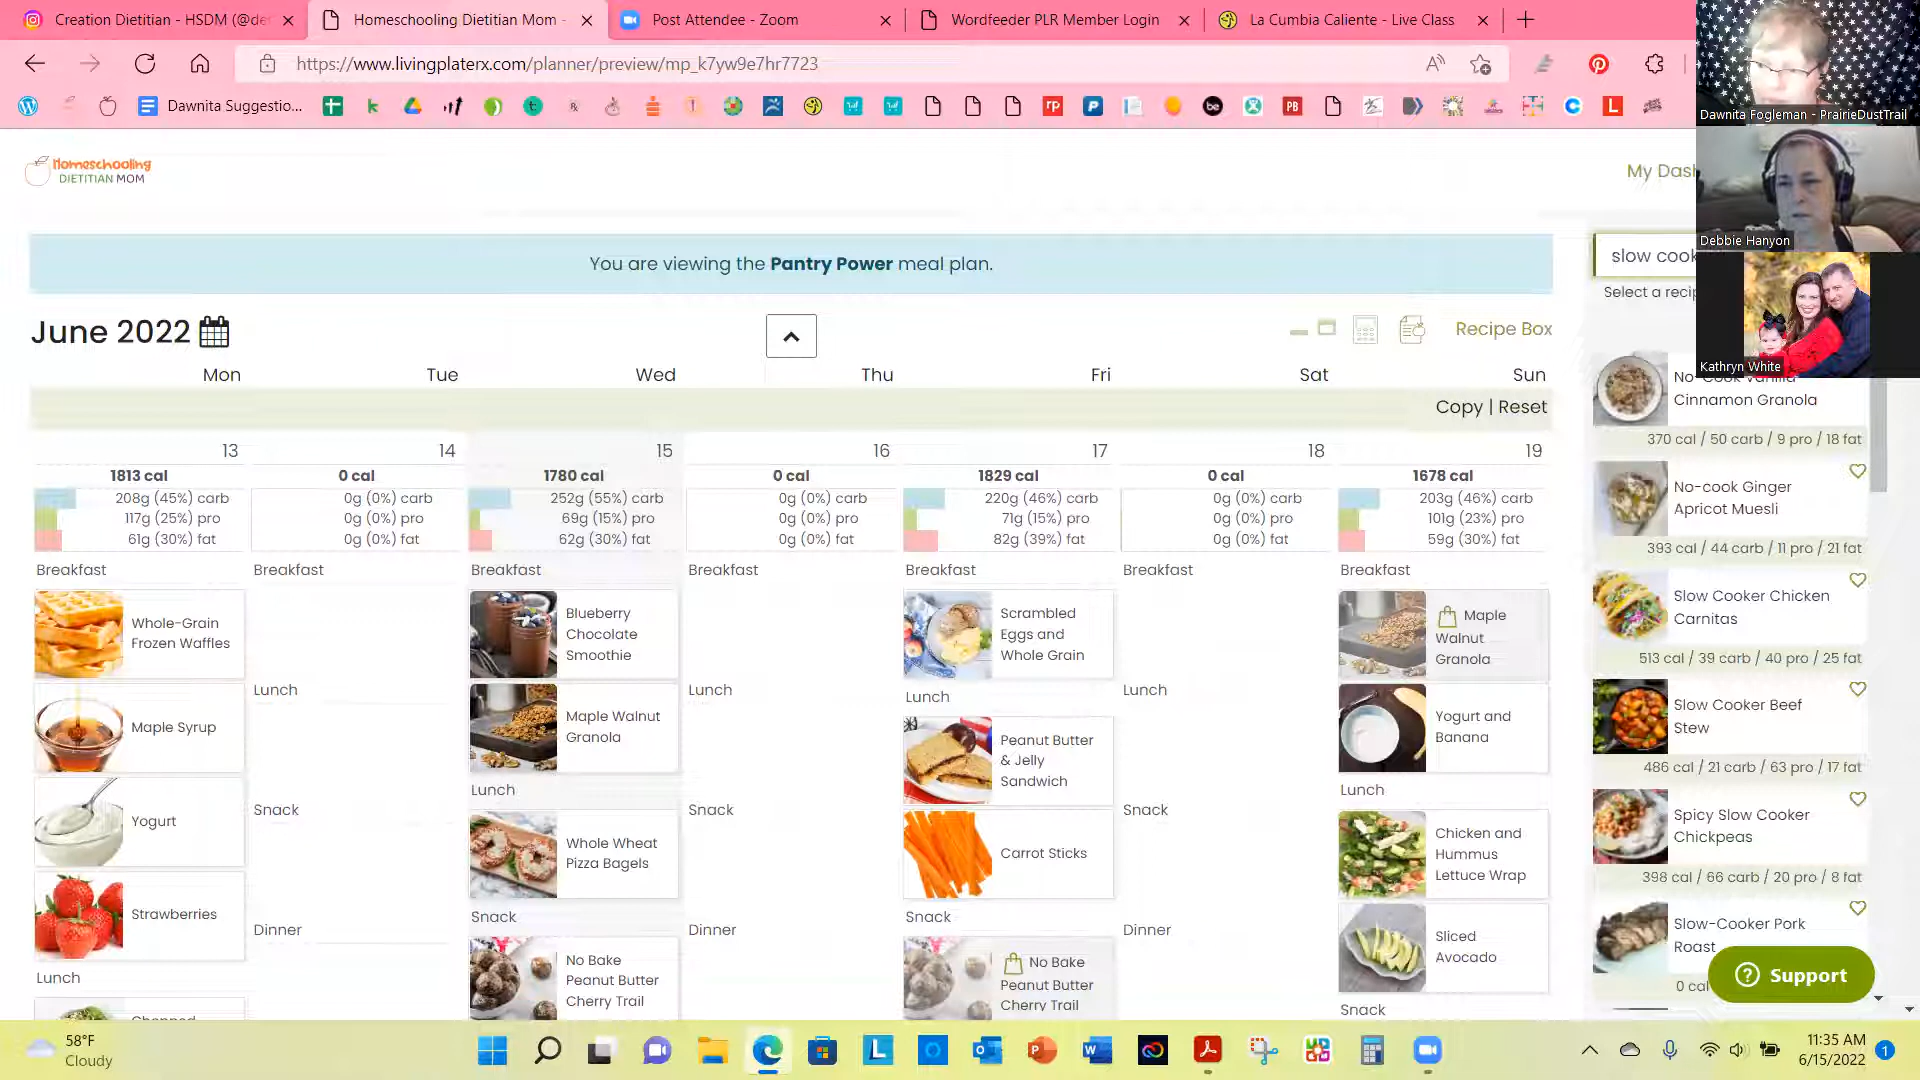 Creation Dietitian - HSDM (@de
Homeschooling Dietitian Mom -
Post Attendee - Zoom
Wordfeeder PLR Member Login
La Cumbia Caliente - Live Class
https://www.livingplaterx.com/planner/preview/mp_k7yw9e7hr7723
Dawnita Suggestio...
Dawnita Fogleman - PrairieDustTrail
Debbie Hanyon
Kathryn White
Homeschooling
DIETITIAN MOM
My Dash
You are viewing the Pantry Power meal plan.
slow cook
Select a recip
June 2022
Recipe Box
Mon Tue Wed Thu Fri Sat Sun
Copy | Reset
13 14 15 16 17 18 19
1813 cal 0 cal 1780 cal 0 cal 1829 cal 0 cal 1678 cal
208g (45%) carb 0g (0%) carb 252g (55%) carb 0g (0%) carb 220g (46%) carb 0g (0%) carb 203g (46%) carb
117g (25%) pro 0g (0%) pro 69g (15%) pro 0g (0%) pro 71g (15%) pro 0g (0%) pro 101g (23%) pro
61g (30%) fat 0g (0%) fat 62g (30%) fat 0g (0%) fat 82g (39%) fat 0g (0%) fat 59g (30%) fat
Breakfast
Whole-Grain
Frozen Waffles
Maple Syrup
Yogurt
Strawberries
Lunch
Chopped
Breakfast
Lunch
Snack
Dinner
Breakfast
Blueberry
Chocolate
Smoothie
Maple Walnut
Granola
Lunch
Whole Wheat
Pizza Bagels
Snack
No Bake
Peanut Butter
Cherry Trail
Breakfast
Lunch
Snack
Dinner
Breakfast
Scrambled
Eggs and
Whole Grain
Lunch
Peanut Butter
& Jelly
Sandwich
Carrot Sticks
Snack
No Bake
Peanut Butter
Cherry Trail
Breakfast
Lunch
Snack
Dinner
Breakfast
Maple
Walnut
Granola
Yogurt and
Banana
Lunch
Chicken and
Hummus
Lettuce Wrap
Sliced
Avocado
Snack
No-Cook Vanilla
Cinnamon Granola
370 cal / 50 carb / 9 pro / 18 fat
No-cook Ginger
Apricot Muesli
393 cal / 44 carb / 11 pro / 21 fat
Slow Cooker Chicken
Carnitas
513 cal / 39 carb / 40 pro / 25 fat
Slow Cooker Beef
Stew
486 cal / 21 carb / 63 pro / 17 fat
Spicy Slow Cooker
Chickpeas
398 cal / 66 carb / 20 pro / 8 fat
Slow-Cooker Pork
Roast
0 cal
Support
58°F
Cloudy
11:35 AM
6/15/2022
1